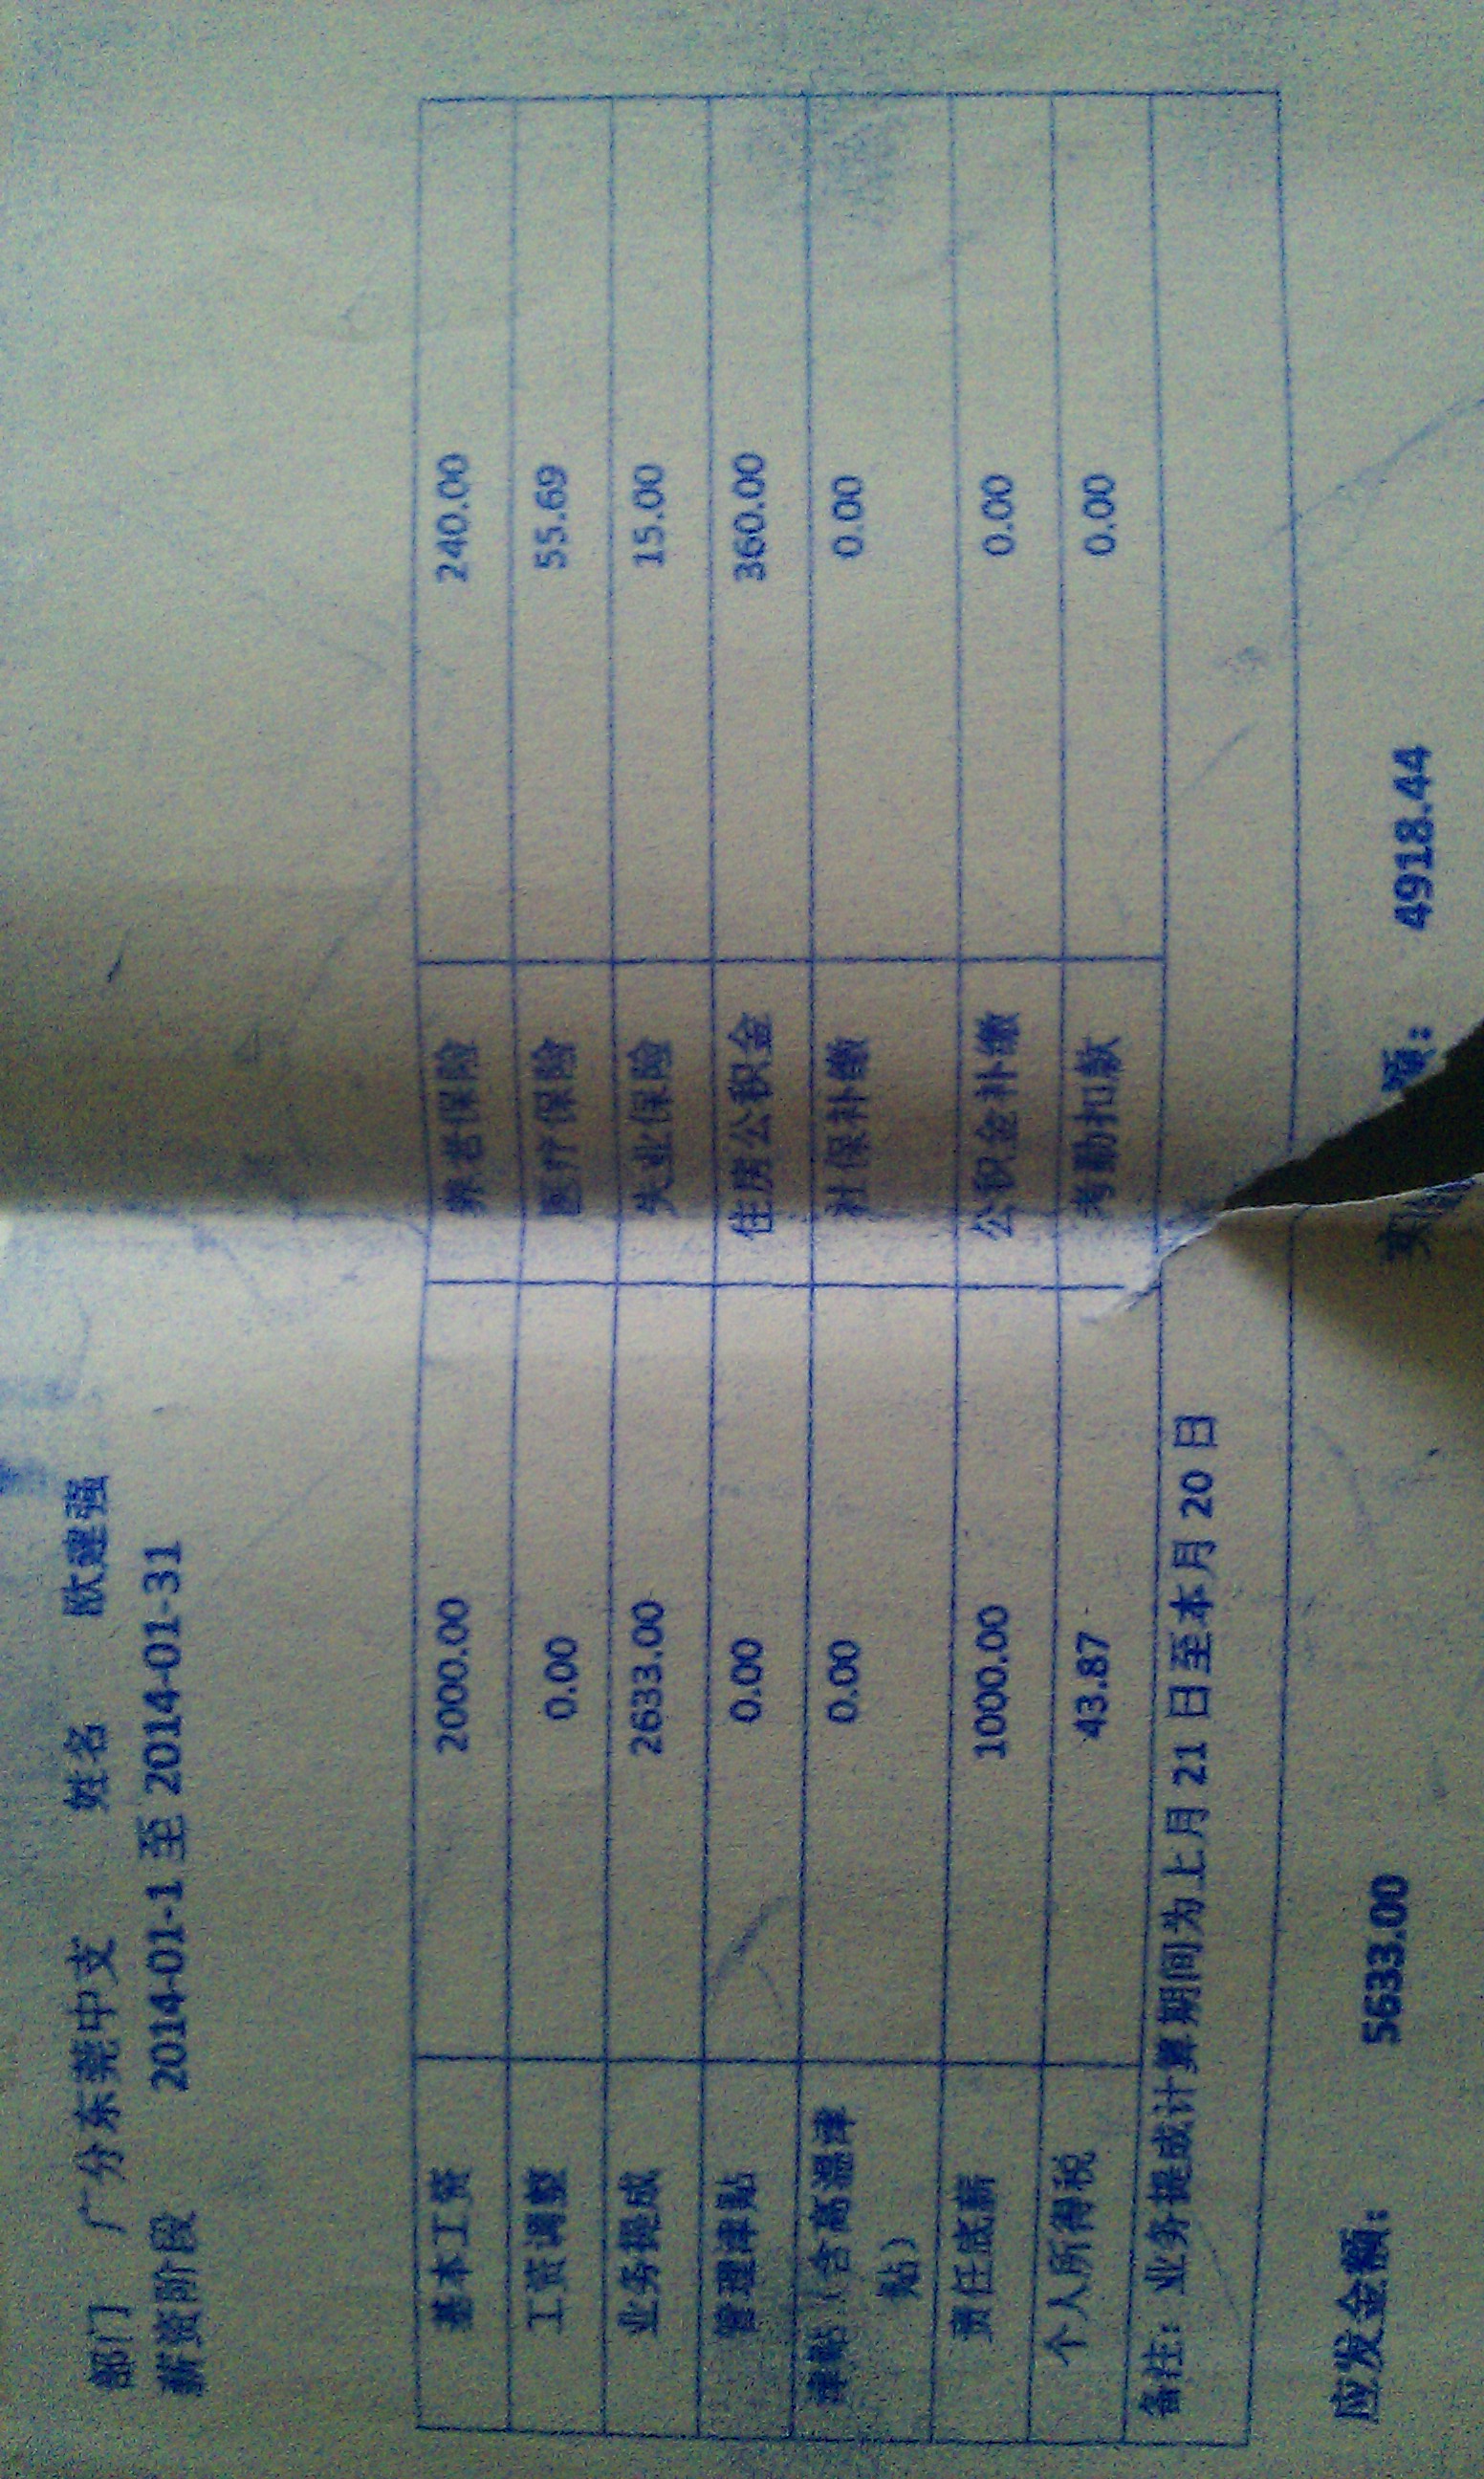 部门 广分东莞中支 姓名 欧建强
薪资阶段 2014-01-1 至 2014-01-31
基本工资 2000.00 养老保险 240.00
工资调整 0.00 医疗保险 55.69
业务提成 2633.00 失业保险 15.00
管理津贴 0.00 住房公积金 360.00
津贴（含高温津 0.00 社保补缴 0.00
贴）
责任底薪 1000.00 公积金补缴 0.00
个人所得税 43.87 考勤扣款 0.00
备注：业务提成计算期间为上月 21 日至本月 20 日
应发金额： 5633.00 额： 4918.44